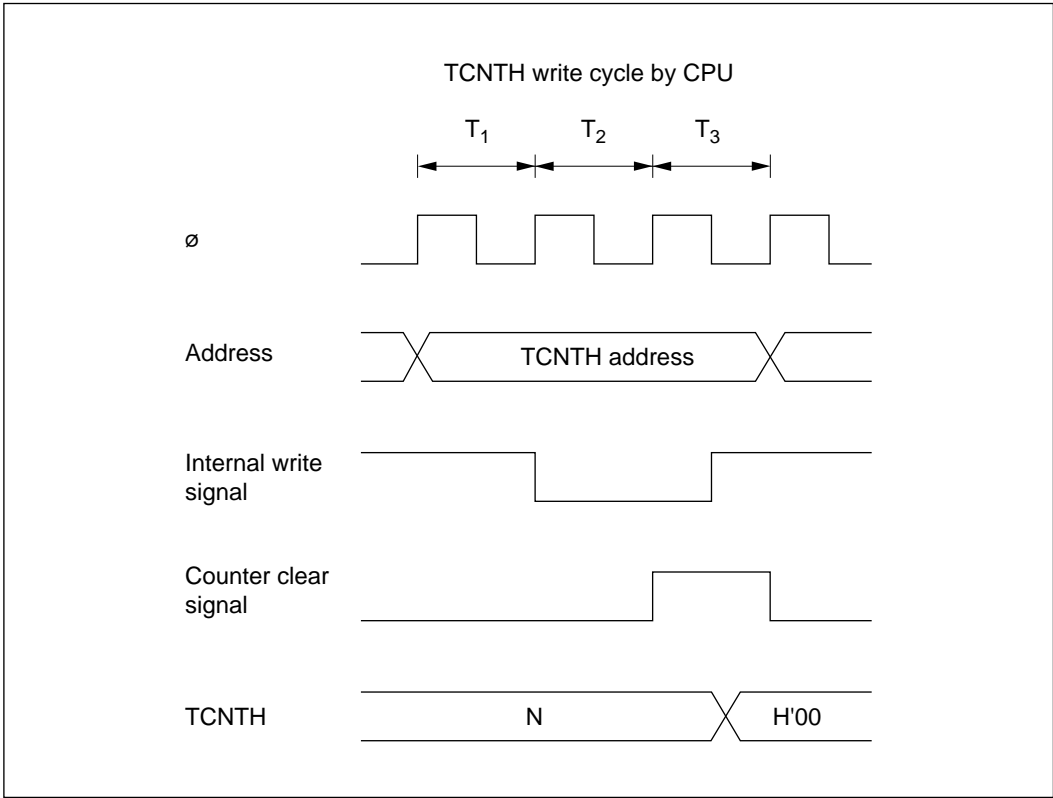 TCNTH write cycle by CPU
T1 T2 T3
ø
Address
TCNTH address
Internal write
signal
Counter clear
signal
TCNTH
N
H'00